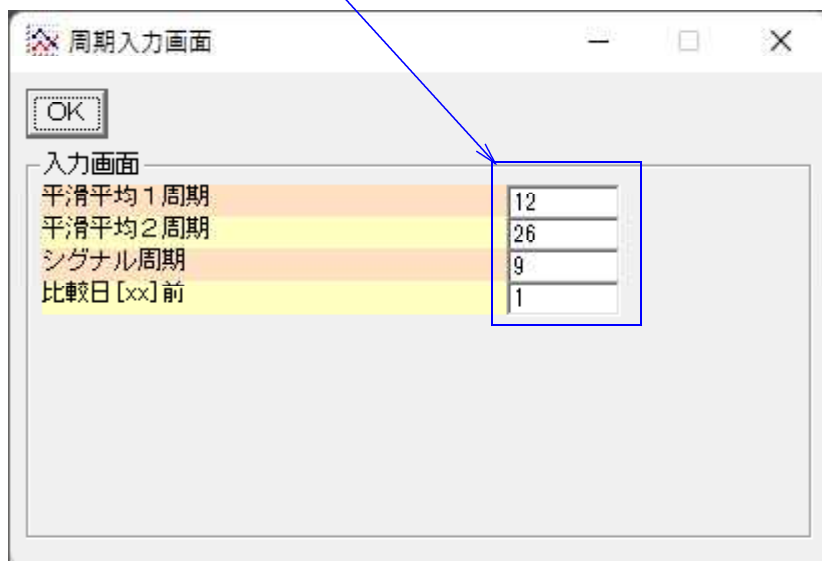 周期入力画面
OK
入力画面
平滑平均1周期 12
平滑平均2周期 26
シグナル周期 9
比較日[xx]前 1